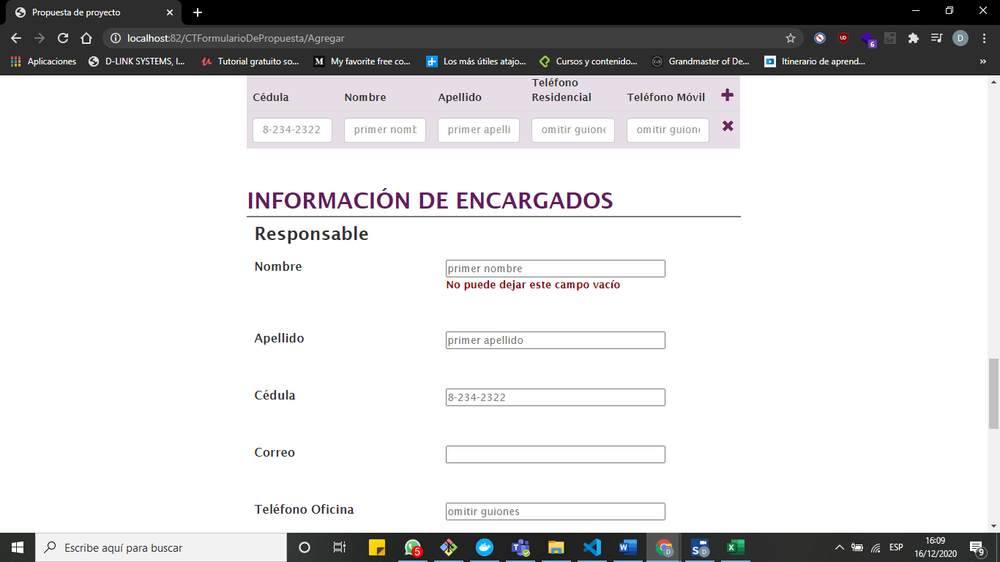 Propuesta de proyecto
localhost:82/CTFormularioDePropuesta/Agregar
UD
6
Se
D
Aplicaciones
D-LINK SYSTEMS, I...
Tutorial gratuito so...
My favorite free co...
Los más útiles atajo...
Cursos y contenido...
Grandmaster of De...
Itinerario de aprend...
»
Cédula
Nombre
Apellido
Teléfono
Residencial
Teléfono Móvil
8-234-2322
primer nomb
primer apelli
omitir guione
omitir guione
INFORMACIÓN DE ENCARGADOS
Responsable
Nombre
primer nombre
No puede dejar este campo vacío
Apellido
primer apellido
Cédula
8-234-2322
Correo
Teléfono Oficina
omitir guiones
Escribe aquí para buscar
5
D
D
ESP
16:09
16/12/2020
9